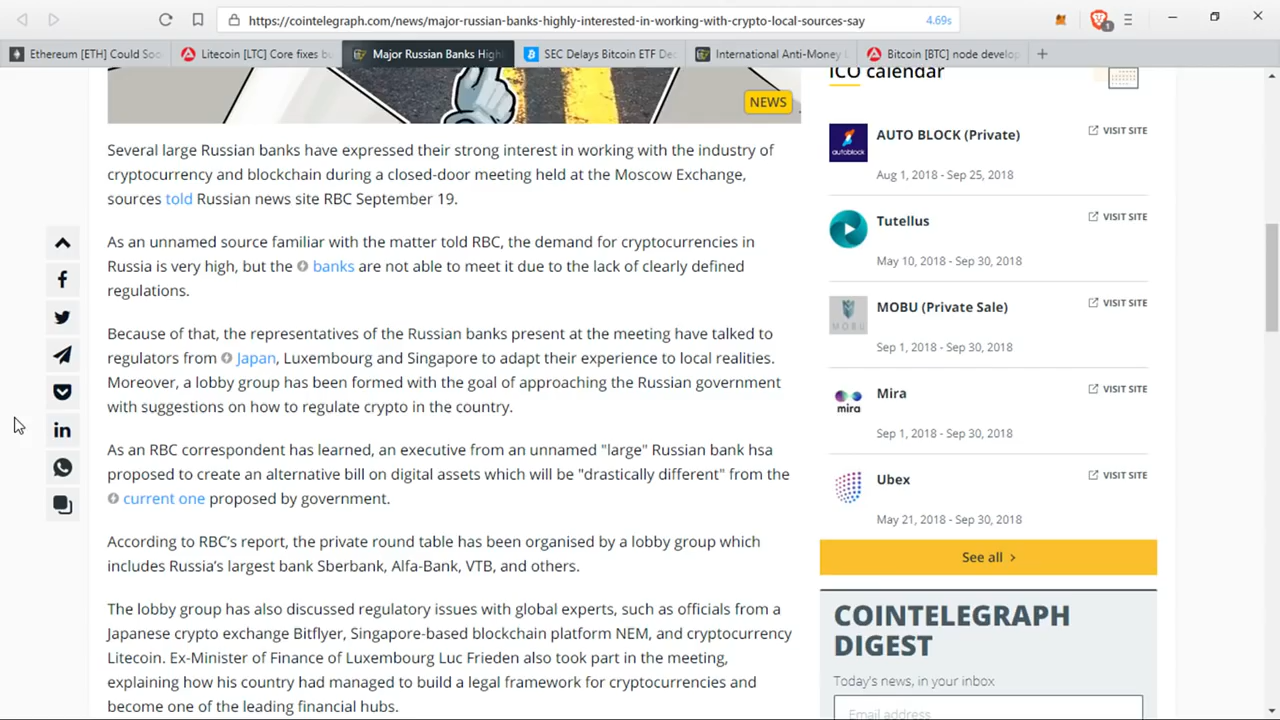 https://cointelegraph.com/news/major-russian-banks-highly-interested-in-working-with-crypto-local-sources-say
4.69s
1
Ethereum [ETH] Could Soo
Litecoin [LTC] Core fixes bu
Major Russian Banks High
SEC Delays Bitcoin ETF De
International Anti-Money
Bitcoin [BTC] node develop
NEWS
Several large Russian banks have expressed their strong interest in working with the industry of
cryptocurrency and blockchain during a closed-door meeting held at the Moscow Exchange,
sources told Russian news site RBC September 19.
As an unnamed source familiar with the matter told RBC, the demand for cryptocurrencies in
Russia is very high, but the banks are not able to meet it due to the lack of clearly defined
regulations.
Because of that, the representatives of the Russian banks present at the meeting have talked to
regulators from Japan, Luxembourg and Singapore to adapt their experience to local realities.
Moreover, a lobby group has been formed with the goal of approaching the Russian government
with suggestions on how to regulate crypto in the country.
As an RBC correspondent has learned, an executive from an unnamed "large" Russian bank hsa
proposed to create an alternative bill on digital assets which will be "drastically different" from the
current one proposed by government.
According to RBC's report, the private round table has been organised by a lobby group which
includes Russia's largest bank Sberbank, Alfa-Bank, VTB, and others.
The lobby group has also discussed regulatory issues with global experts, such as officials from a
Japanese crypto exchange Bitflyer, Singapore-based blockchain platform NEM, and cryptocurrency
Litecoin. Ex-Minister of Finance of Luxembourg Luc Frieden also took part in the meeting,
explaining how his country had managed to build a legal framework for cryptocurrencies and
become one of the leading financial hubs.
ICO calendar
autoblock
AUTO BLOCK (Private)
VISIT SITE
Aug 1, 2018 - Sep 25, 2018
Tutellus
VISIT SITE
May 10, 2018 - Sep 30, 2018
MOBU
MOBU (Private Sale)
VISIT SITE
Sep 1, 2018 - Sep 30, 2018
mira
Mira
VISIT SITE
Sep 1, 2018 - Sep 30, 2018
Ubex
VISIT SITE
May 21, 2018 - Sep 30, 2018
See all >
COINTELEGRAPH
DIGEST
Today's news, in your inbox
Email address